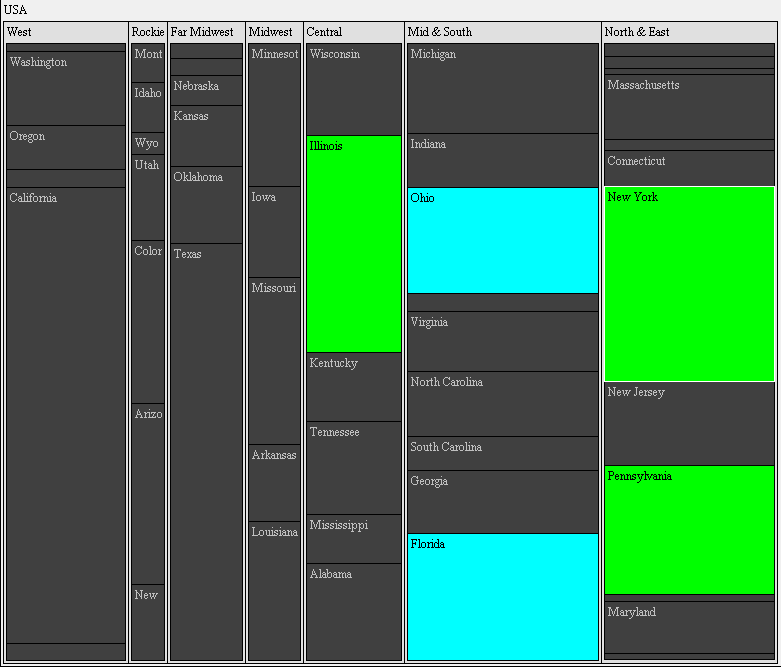 USA
West
Washington
Oregon
California
Rockie
Mont
Idaho
Wyo
Utah
Color
Arizo
New
Far Midwest
Nebraska
Kansas
Oklahoma
Texas
Midwest
Minnesot
Iowa
Missouri
Arkansas
Louisiana
Central
Wisconsin
Illinois
Kentucky
Tennessee
Mississippi
Alabama
Mid & South
Michigan
Indiana
Ohio
Virginia
North Carolina
South Carolina
Georgia
Florida
North & East
Massachusetts
Connecticut
New York
New Jersey
Pennsylvania
Maryland